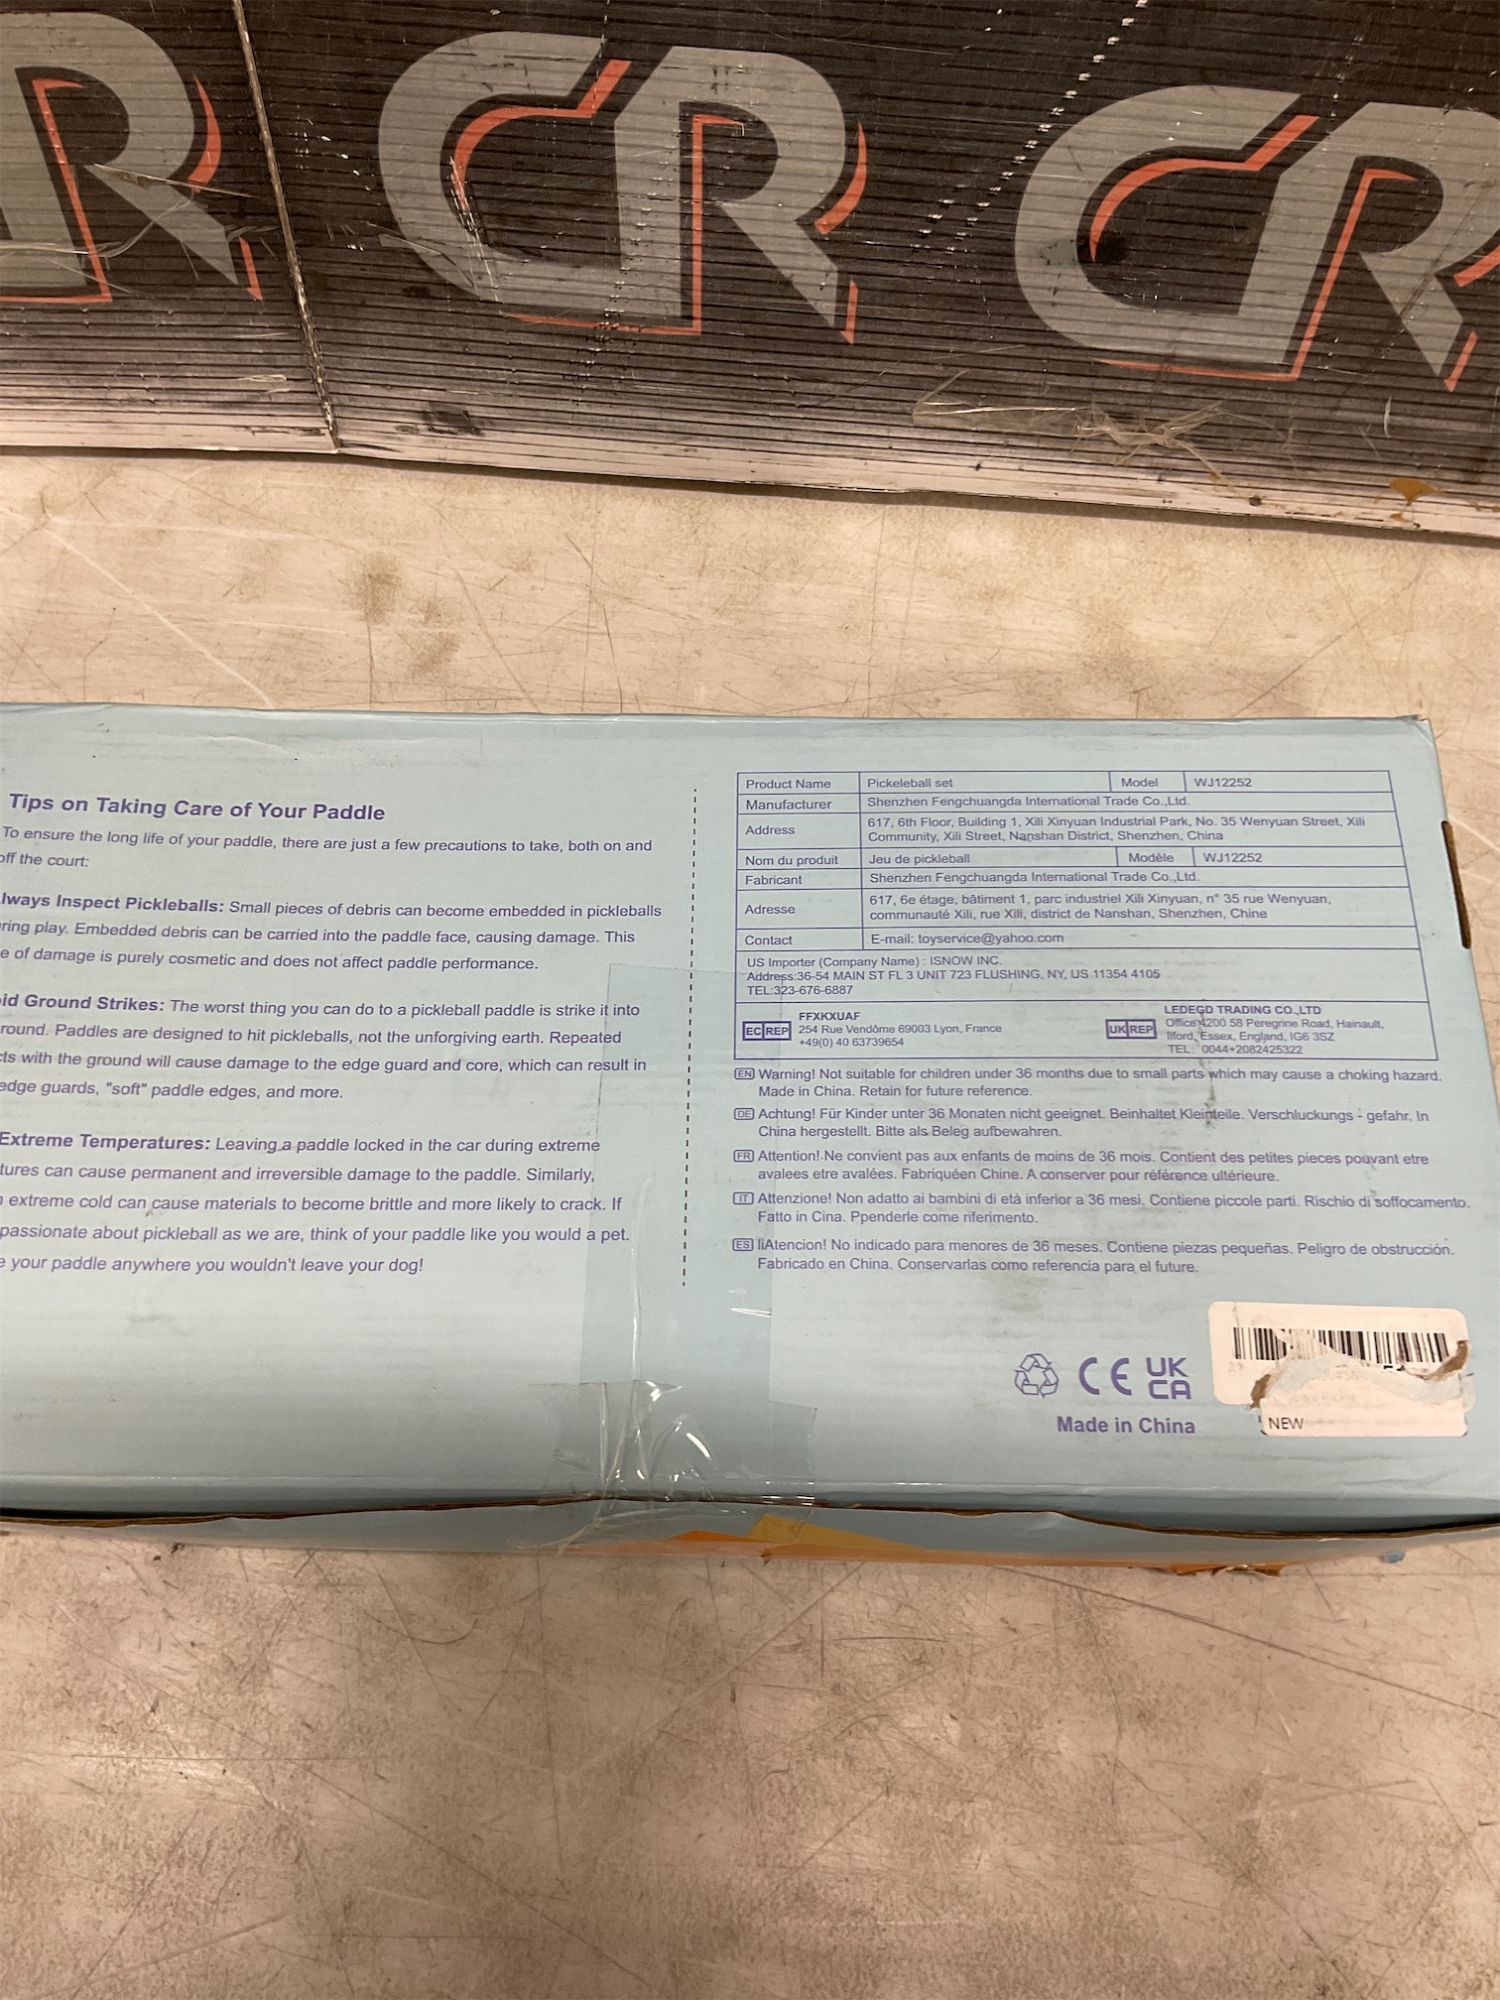 CR
CR
CR
Tips on Taking Care of Your Paddle
To ensure the long life of your paddle, there are just a few precautions to take, both on and
off the court:
lways Inspect Pickleballs: Small pieces of debris can become embedded in pickleballs
ring play. Embedded debris can be carried into the paddle face, causing damage. This
e of damage is purely cosmetic and does not affect paddle performance.
id Ground Strikes: The worst thing you can do to a pickleball paddle is strike it into
round. Paddles are designed to hit pickleballs, not the unforgiving earth. Repeated
cts with the ground will cause damage to the edge guard and core, which can result in
edge guards, "soft" paddle edges, and more.
Extreme Temperatures: Leaving a paddle locked in the car during extreme
tures can cause permanent and irreversible damage to the paddle. Similarly,
extreme cold can cause materials to become brittle and more likely to crack. If
passionate about pickleball as we are, think of your paddle like you would a pet.
e your paddle anywhere you wouldn't leave your dog!
Product Name Pickeleball set Model WJ12252
Manufacturer Shenzhen Fengchuangda International Trade Co.,Ltd.
Address 617, 6th Floor, Building 1, Xili Xinyuan Industrial Park, No. 35 Wenyuan Street, Xili
Community, Xili Street, Nanshan District, Shenzhen, China
Nom du produit Jeu de pickleball Modèle WJ12252
Fabricant Shenzhen Fengchuangda International Trade Co.,Ltd.
Adresse 617, 6e étage, bâtiment 1, parc industriel Xili Xinyuan, n° 35 rue Wenyuan,
communauté Xili, rue Xili, district de Nanshan, Shenzhen, Chine
Contact E-mail: toyservice@yahoo.com
US Importer (Company Name) : ISNOW INC.
Address:36-54 MAIN ST FL 3 UNIT 723 FLUSHING, NY, US 11354 4105
TEL:323-676-6887
EC REP FFXKXUAF
254 Rue Vendôme 69003 Lyon, France
+49(0) 40 63739654
UK REP LEDEGD TRADING CO.,LTD
Office 4200 58 Peregrine Road, Hainault,
Ilford, Essex, England, IG6 3SZ
TEL: 0044+2082425322
EN Warning! Not suitable for children under 36 months due to small parts which may cause a choking hazard.
Made in China. Retain for future reference.
DE Achtung! Für Kinder unter 36 Monaten nicht geeignet. Beinhaltet Kleinteile. Verschluckungs - gefahr. In
China hergestellt. Bitte als Beleg aufbewahren.
FR Attention! Ne convient pas aux enfants de moins de 36 mois. Contient des petites pieces pouvant etre
avalees etre avalées. Fabriquéen Chine. A conserver pour référence ultérieure.
IT Attenzione! Non adatto ai bambini di età inferior a 36 mesi. Contiene piccole parti. Rischio di soffocamento.
Fatto in Cina. Ppenderle come riferimento.
ES IiAtencion! No indicado para menores de 36 meses. Contiene piezas pequeñas. Peligro de obstrucción.
Fabricado en China. Conservarlas como referencia para el future.
CE UK
CA
Made in China
NEW